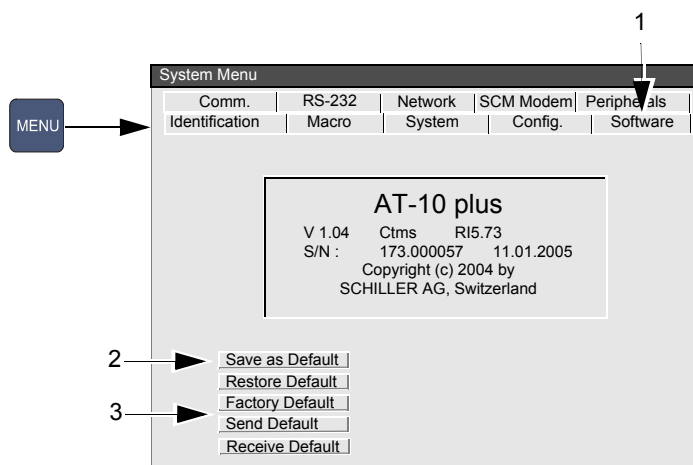 1
System Menu
Comm. RS-232 Network SCM Modem Peripherals
Identification Macro System Config. Software
MENU
AT-10 plus
V 1.04 Ctms RI5.73
S/N : 173.000057 11.01.2005
Copyright (c) 2004 by
SCHILLER AG, Switzerland
2
Save as Default
Restore Default
Factory Default
3
Send Default
Receive Default